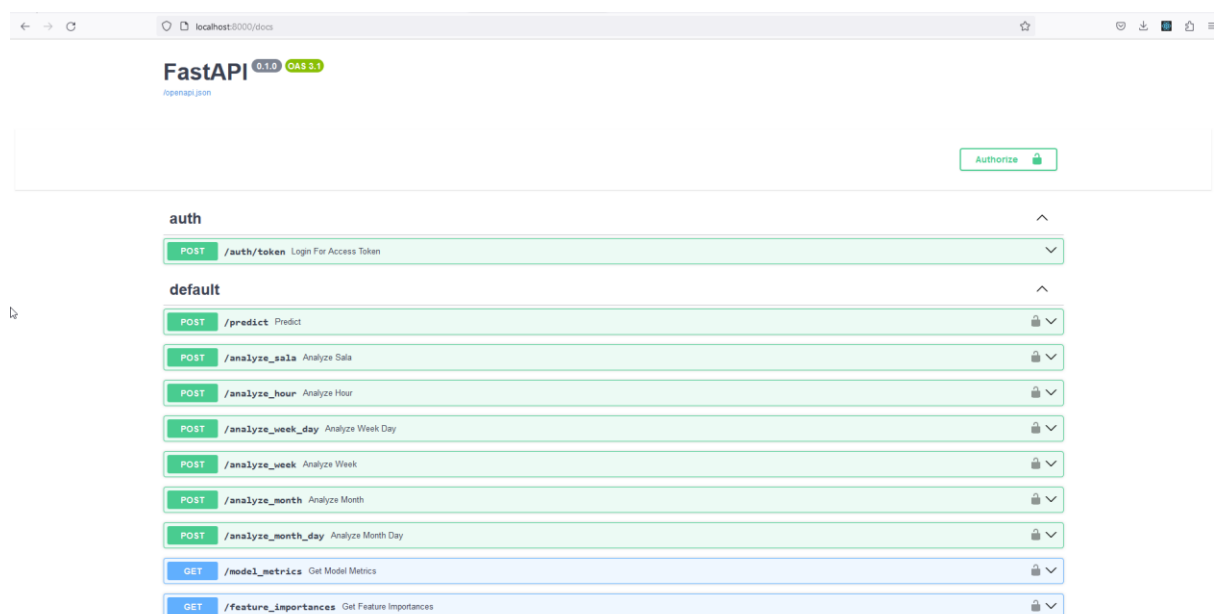 localhost:8000/docs
FastAPI 0.1.0 OAS 3.1
/openapi.json
Authorize
auth
POST /auth/token Login For Access Token
default
POST /predict Predict
POST /analyze_sala Analyze Sala
POST /analyze_hour Analyze Hour
POST /analyze_week_day Analyze Week Day
POST /analyze_week Analyze Week
POST /analyze_month Analyze Month
POST /analyze_month_day Analyze Month Day
GET /model_metrics Get Model Metrics
GET /feature_importances Get Feature Importances